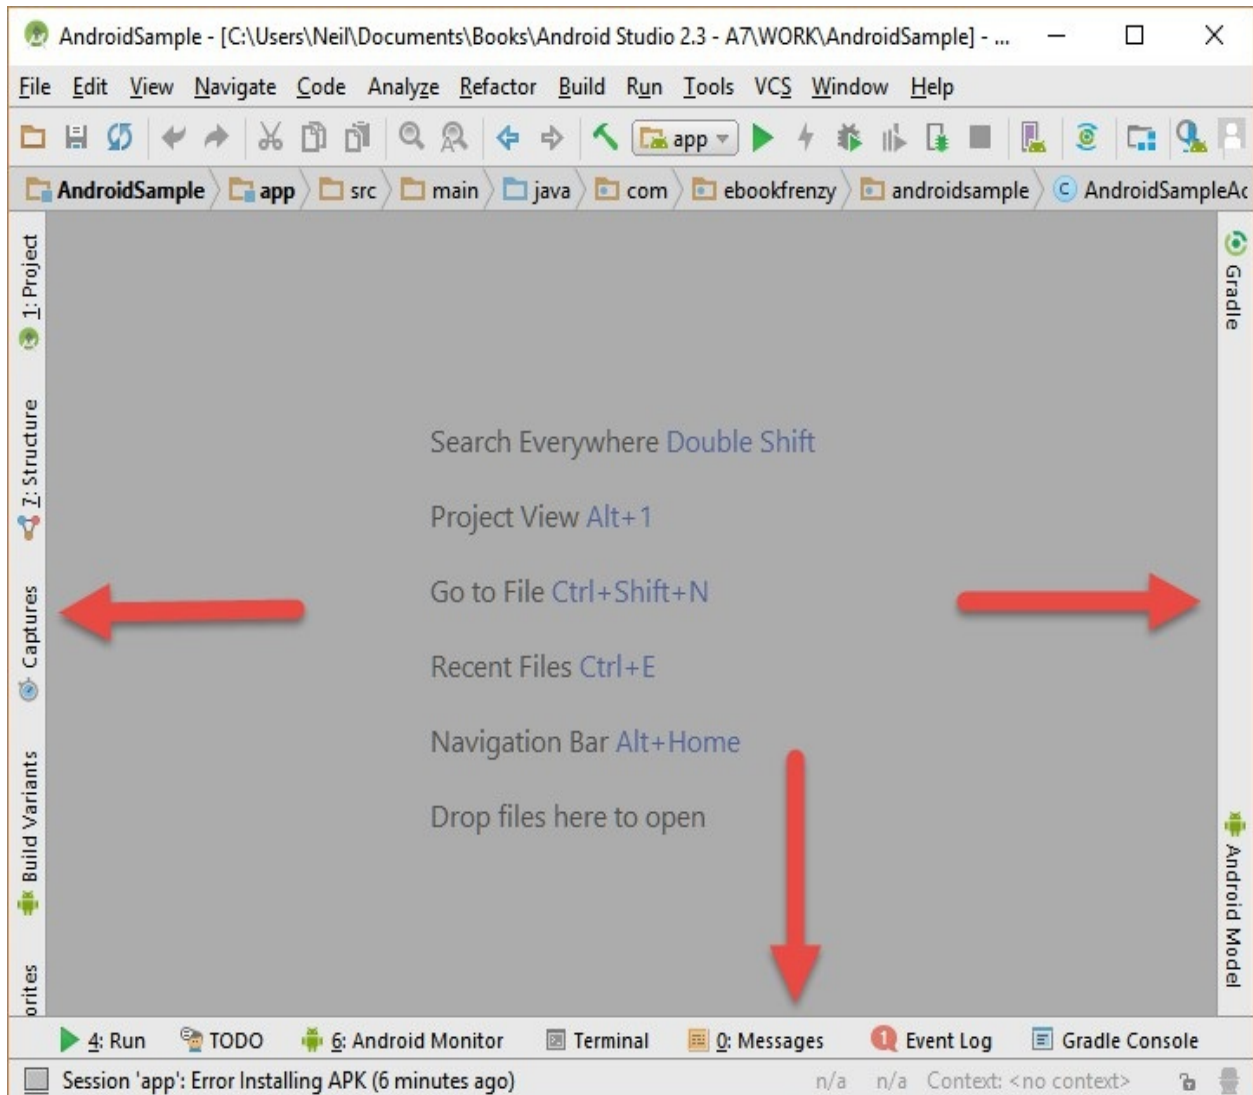 AndroidSample - [C:\Users\Neil\Documents\Books\Android Studio 2.3 - A7\WORK\AndroidSample] - ...
File Edit View Navigate Code Analyze Refactor Build Run Tools VCS Window Help
app
AndroidSample app src main java com ebookfrenzy androidsample C AndroidSampleAc
1: Project
7: Structure
Captures
Build Variants
orites
Search Everywhere Double Shift
Project View Alt+1
Go to File Ctrl+Shift+N
Recent Files Ctrl+E
Navigation Bar Alt+Home
Drop files here to open
Gradle
Android Model
4: Run TODO 6: Android Monitor Terminal 0: Messages 1 Event Log Gradle Console
Session 'app': Error Installing APK (6 minutes ago) n/a n/a Context: <no context>